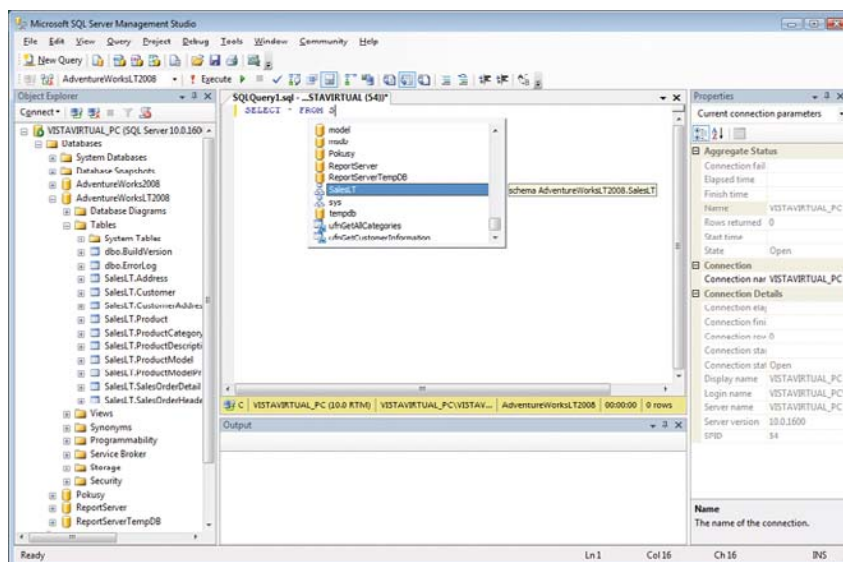 Microsoft SQL Server Management Studio
File Edit View Query Project Debug Tools Window Community Help
New Query
AdventureWorksLT2008 Execute
Object Explorer
Connect
VISTAVIRTUAL_PC (SQL Server 10.0.160
Databases
System Databases
Database Snapshots
AdventureWorks2008
AdventureWorksLT2008
Database Diagrams
Tables
System Tables
dbo.BuildVersion
dbo.ErrorLog
SalesLT.Address
SalesLT.Customer
SalesLT.CustomerAddres
SalesLT.Product
SalesLT.ProductCategory
SalesLT.ProductDescripti
SalesLT.ProductModel
SalesLT.ProductModelPr
SalesLT.SalesOrderDetail
SalesLT.SalesOrderHeade
Views
Synonyms
Programmability
Service Broker
Storage
Security
Pokusy
ReportServer
ReportServerTempDB
SQLQuery1.sql - ...STAVIRTUAL (54))*
SELECT * FROM S
model
msdb
Pokusy
ReportServer
ReportServerTempDB
SalesLT
schema AdventureWorksLT2008.SalesLT
sys
tempdb
ufnGetAllCategories
ufnGetCustomerInformation
C VISTAVIRTUAL_PC (10.0 RTM) VISTAVIRTUAL_PC\VISTAV... AdventureWorksLT2008 00:00:00 0 rows
Output
Properties
Current connection parameters
Aggregate Status
Connection fail
Elapsed time
Finish time
Name VISTAVIRTUAL_PC
Rows returned 0
Start time
State Open
Connection
Connection nar VISTAVIRTUAL_PC
Connection Details
Connection ela
Connection fini
Connection row 0
Connection star
Connection stat Open
Display name VISTAVIRTUAL_PC
Login name VISTAVIRTUAL_PC
Server name VISTAVIRTUAL_PC
Server version 10.0.1600
SPID 54
Name
The name of the connection.
Ready Ln 1 Col 16 Ch 16 INS